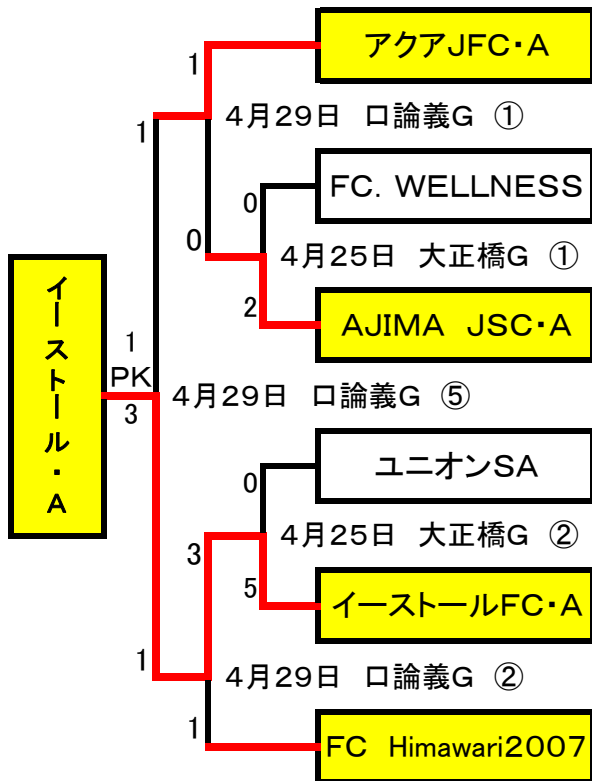 アクアJFC・A
1
4月29日 口論義G ①
1
FC. WELLNESS
0
0
4月25日 大正橋G ①
2
AJIMA JSC・A
イーストール・A
1
PK
3
4月29日 口論義G ⑤
ユニオンSA
0
4月25日 大正橋G ②
3
5
イーストールFC・A
1
4月29日 口論義G ②
1
FC Himawari2007